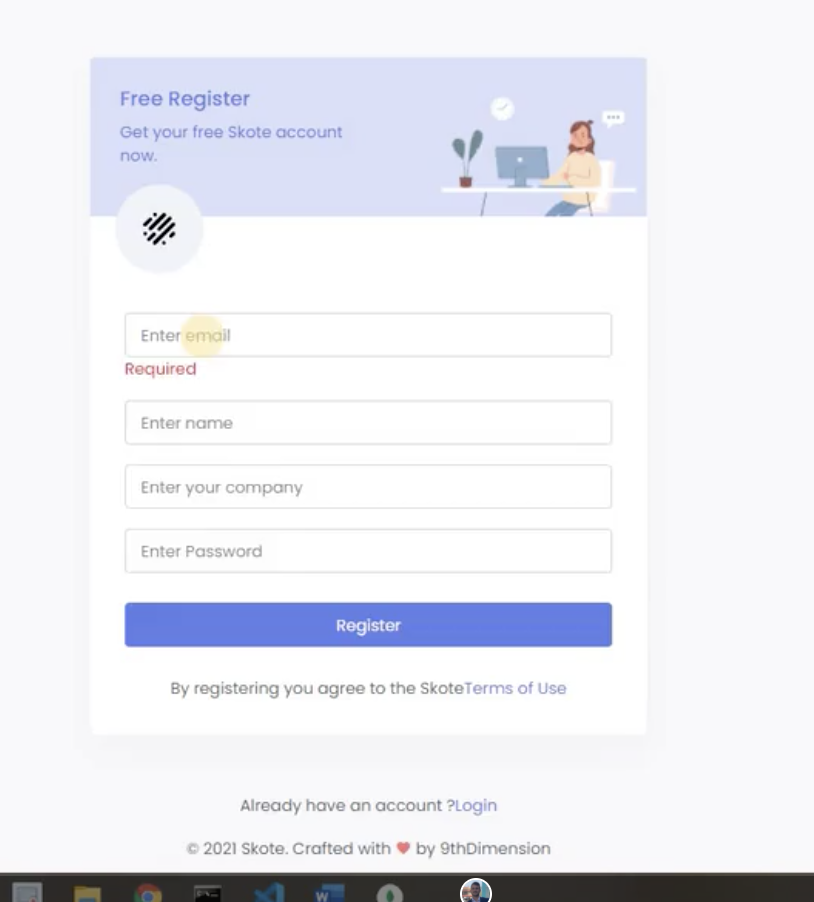 Free Register
Get your free Skote account
now.
Enter email
Required
Enter name
Enter your company
Enter Password
Register
By registering you agree to the SkoteTerms of Use
Already have an account ?Login
© 2021 Skote. Crafted with ❤ by 9thDimension